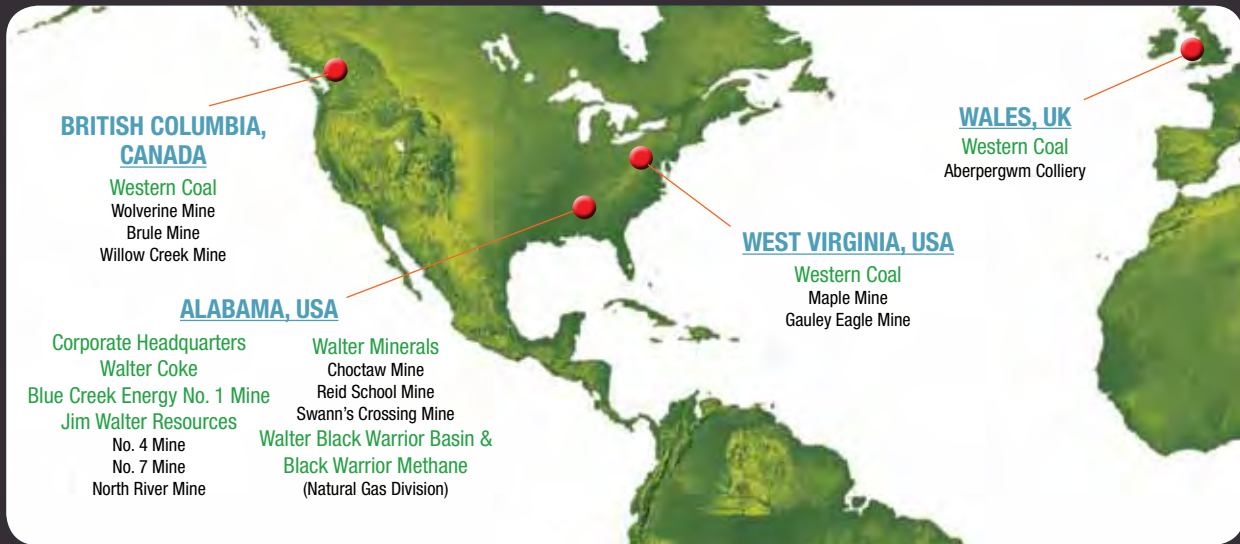 BRITISH COLUMBIA,
CANADA
Western Coal
Wolverine Mine
Brule Mine
Willow Creek Mine
ALABAMA, USA
Corporate Headquarters
Walter Coke
Blue Creek Energy No. 1 Mine
Jim Walter Resources
No. 4 Mine
No. 7 Mine
North River Mine
Walter Minerals
Choctaw Mine
Reid School Mine
Swann’s Crossing Mine
Walter Black Warrior Basin &
Black Warrior Methane
(Natural Gas Division)
WEST VIRGINIA, USA
Western Coal
Maple Mine
Gauley Eagle Mine
WALES, UK
Western Coal
Aberpergwm Colliery